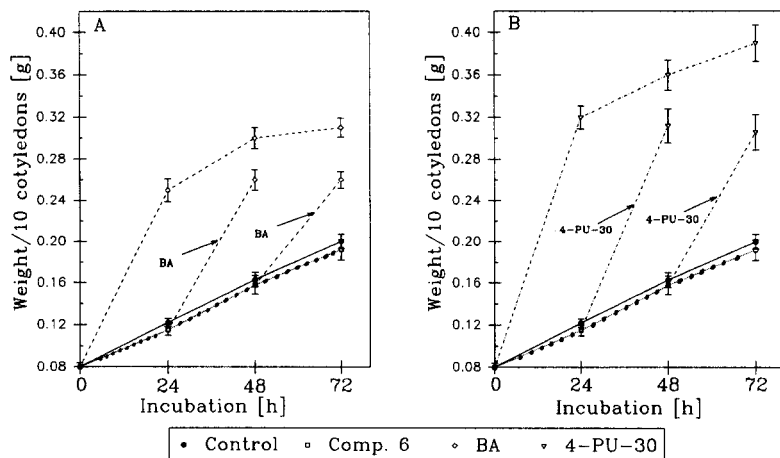 A
Weight/10 cotyledons [g]
0.40
0.36
0.32
0.28
0.24
0.20
0.16
0.12
0.08
BA
BA
0
24
48
72
Incubation [h]
B
Weight/10 cotyledons [g]
0.40
0.36
0.32
0.28
0.24
0.20
0.16
0.12
0.08
4-PU-30
4-PU-30
0
24
48
72
Incubation [h]
Control Comp. 6 BA 4-PU-30